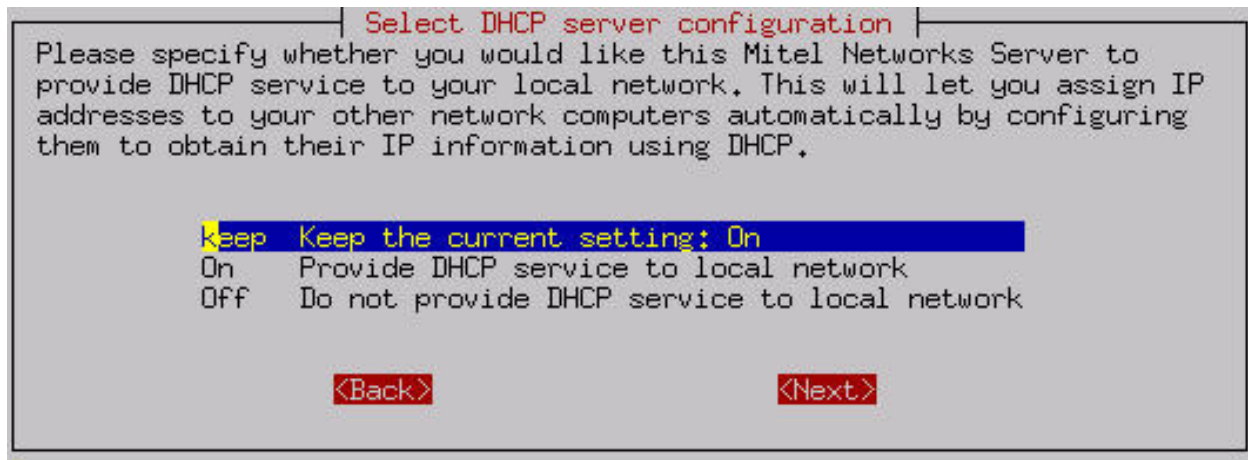 Select DHCP server configuration
Please specify whether you would like this Mitel Networks Server to
provide DHCP service to your local network. This will let you assign IP
addresses to your other network computers automatically by configuring
them to obtain their IP information using DHCP.
keep Keep the current setting: On
On Provide DHCP service to local network
Off Do not provide DHCP service to local network
<Back> <Next>